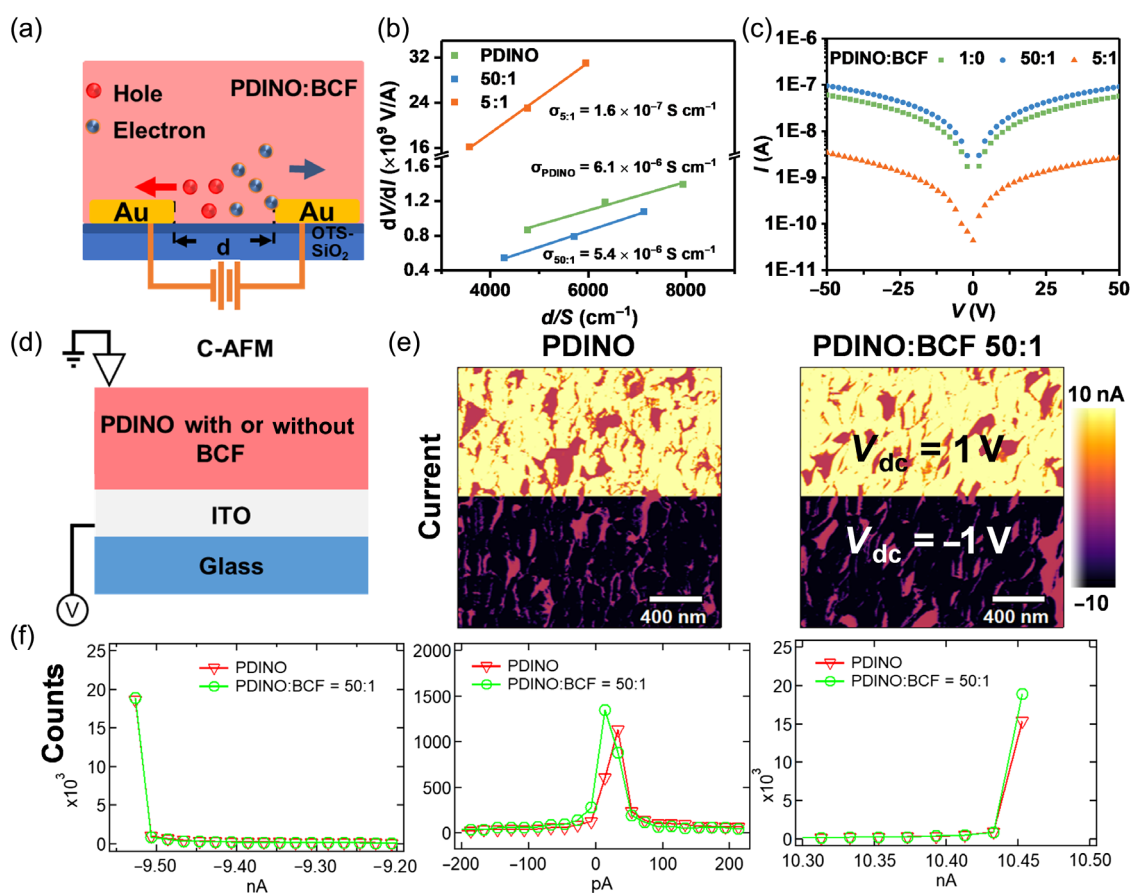 (a)
Hole
PDINO:BCF
Electron
Au
Au
OTS-
SiO₂
d
(b)
PDINO
50:1
5:1
σ5:1 = 1.6 × 10⁻⁷ S cm⁻¹
σPDINO = 6.1 × 10⁻⁶ S cm⁻¹
σ50:1 = 5.4 × 10⁻⁶ S cm⁻¹
dV/dI (×10⁹ V/A)
32
24
16
1.6
1.2
0.8
0.4
4000 6000 8000
d/S (cm⁻¹)
(c)
PDINO:BCF 1:0 50:1 5:1
I (A)
1E-6
1E-7
1E-8
1E-9
1E-10
1E-11
−50 −25 0 25 50
V (V)
(d)
C-AFM
PDINO with or without
BCF
ITO
Glass
V
(e)
PDINO
PDINO:BCF 50:1
Current
Vdc = 1 V
Vdc = −1 V
400 nm
400 nm
10 nA
−10
(f)
Counts
x10³
25
20
15
10
5
0
PDINO
PDINO:BCF = 50:1
−9.50 −9.40 −9.30 −9.20
nA
1500
1000
500
0
PDINO
PDINO:BCF = 50:1
−200 −100 0 100 200
pA
x10³
25
20
15
10
5
0
PDINO
PDINO:BCF = 50:1
10.30 10.35 10.40 10.45 10.50
nA